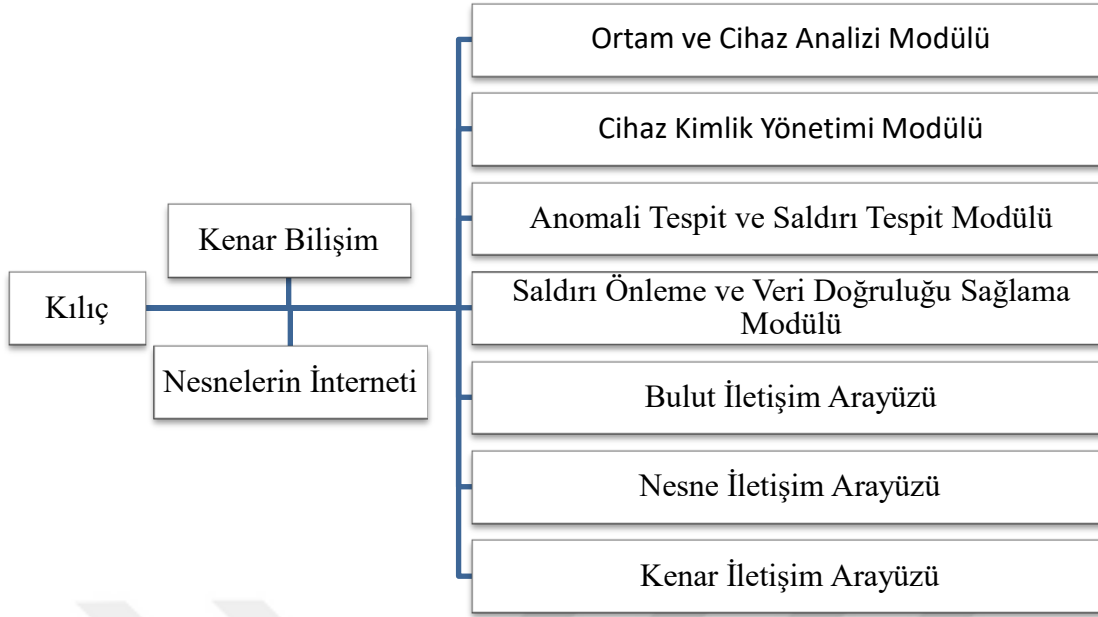 Ortam ve Cihaz Analizi Modülü
Cihaz Kimlik Yönetimi Modülü
Kenar Bilişim
Anomali Tespit ve Saldırı Tespit Modülü
Kılıç
Saldırı Önleme ve Veri Doğruluğu Sağlama
Modülü
Nesnelerin İnterneti
Bulut İletişim Arayüzü
Nesne İletişim Arayüzü
Kenar İletişim Arayüzü